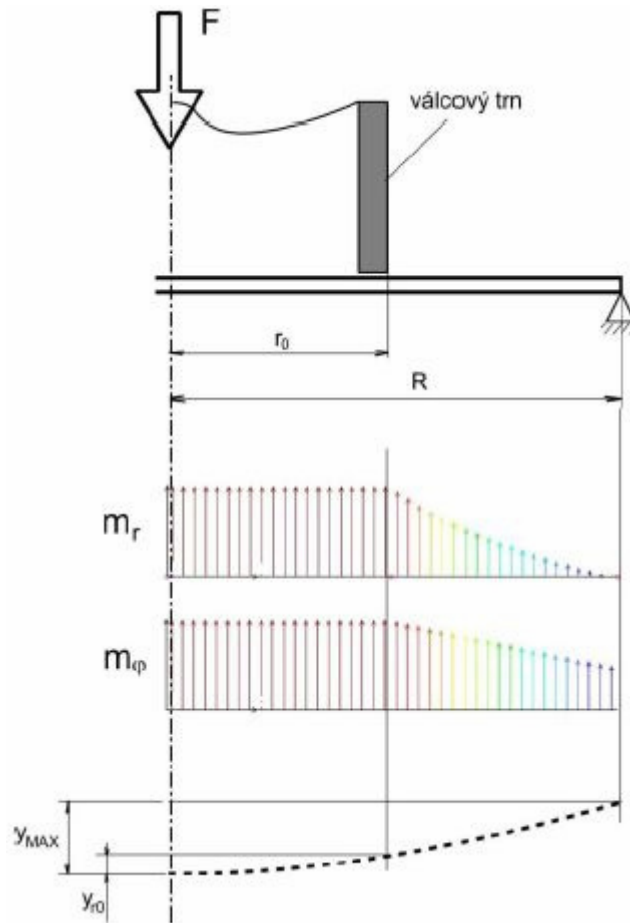 F
válcový trn
r₀
R
mᵣ
mᵩ
yMAX
yr0